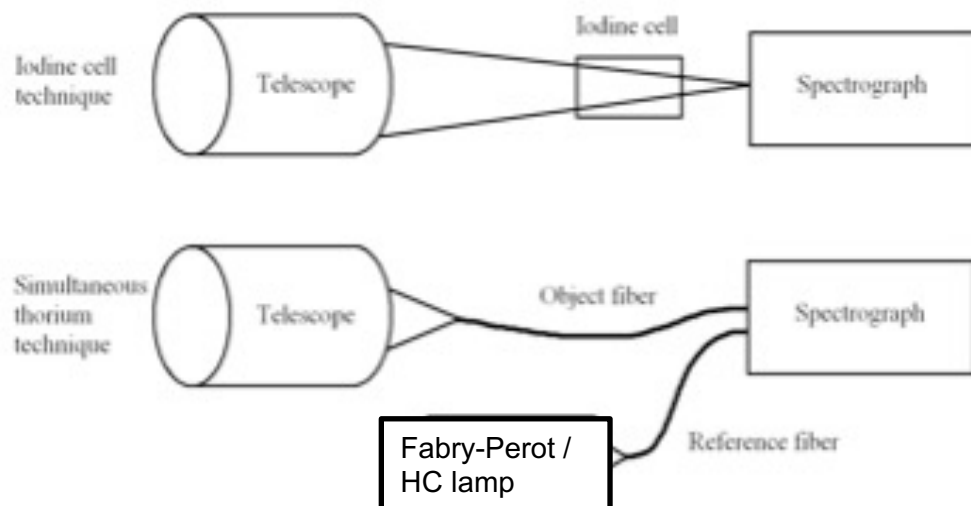 Iodine cell
Iodine cell
technique
Telescope
Spectrograph
Simultaneous
thorium
technique
Telescope
Object fiber
Spectrograph
Fabry-Perot /
HC lamp
Reference fiber